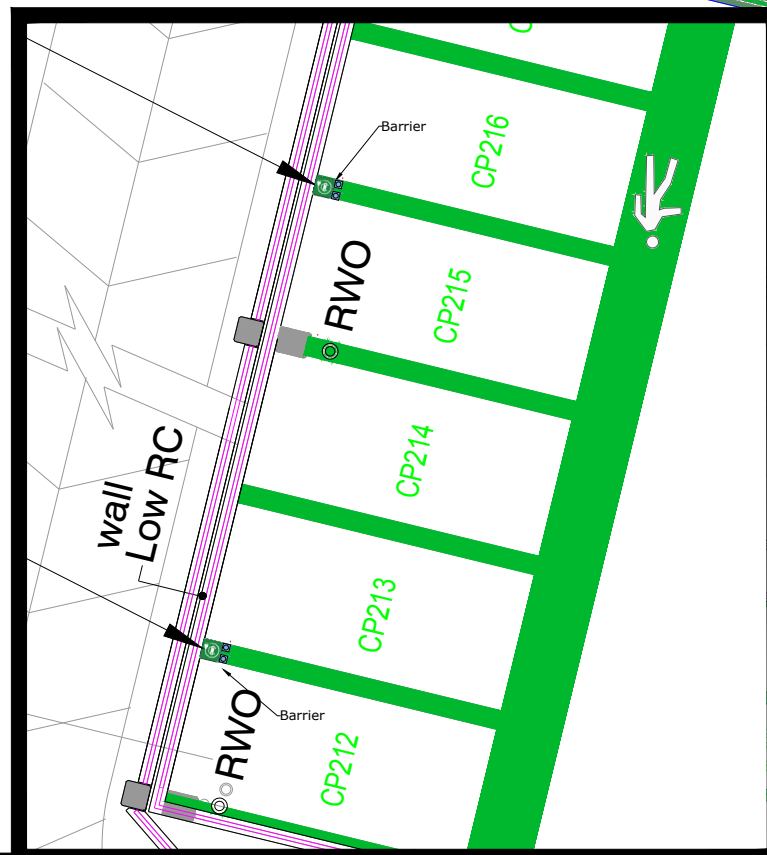 CP216
Barrier
RWO
CP215
CP214
wall
Low RC
CP213
Barrier
RWO
CP212